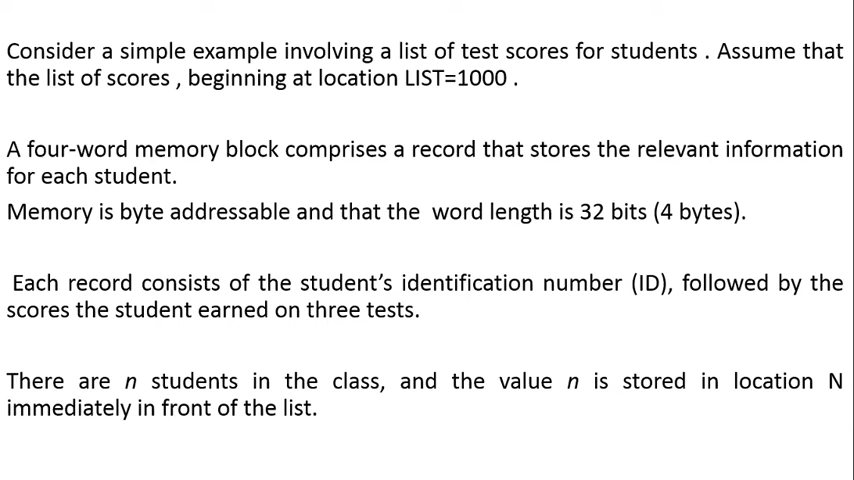 Consider a simple example involving a list of test scores for students . Assume that
the list of scores , beginning at location LIST=1000 .
A four-word memory block comprises a record that stores the relevant information
for each student.
Memory is byte addressable and that the  word length is 32 bits (4 bytes).
Each record consists of the student’s identification number (ID), followed by the
scores the student earned on three tests.
There are n students in the class, and the value n is stored in location N
immediately in front of the list.